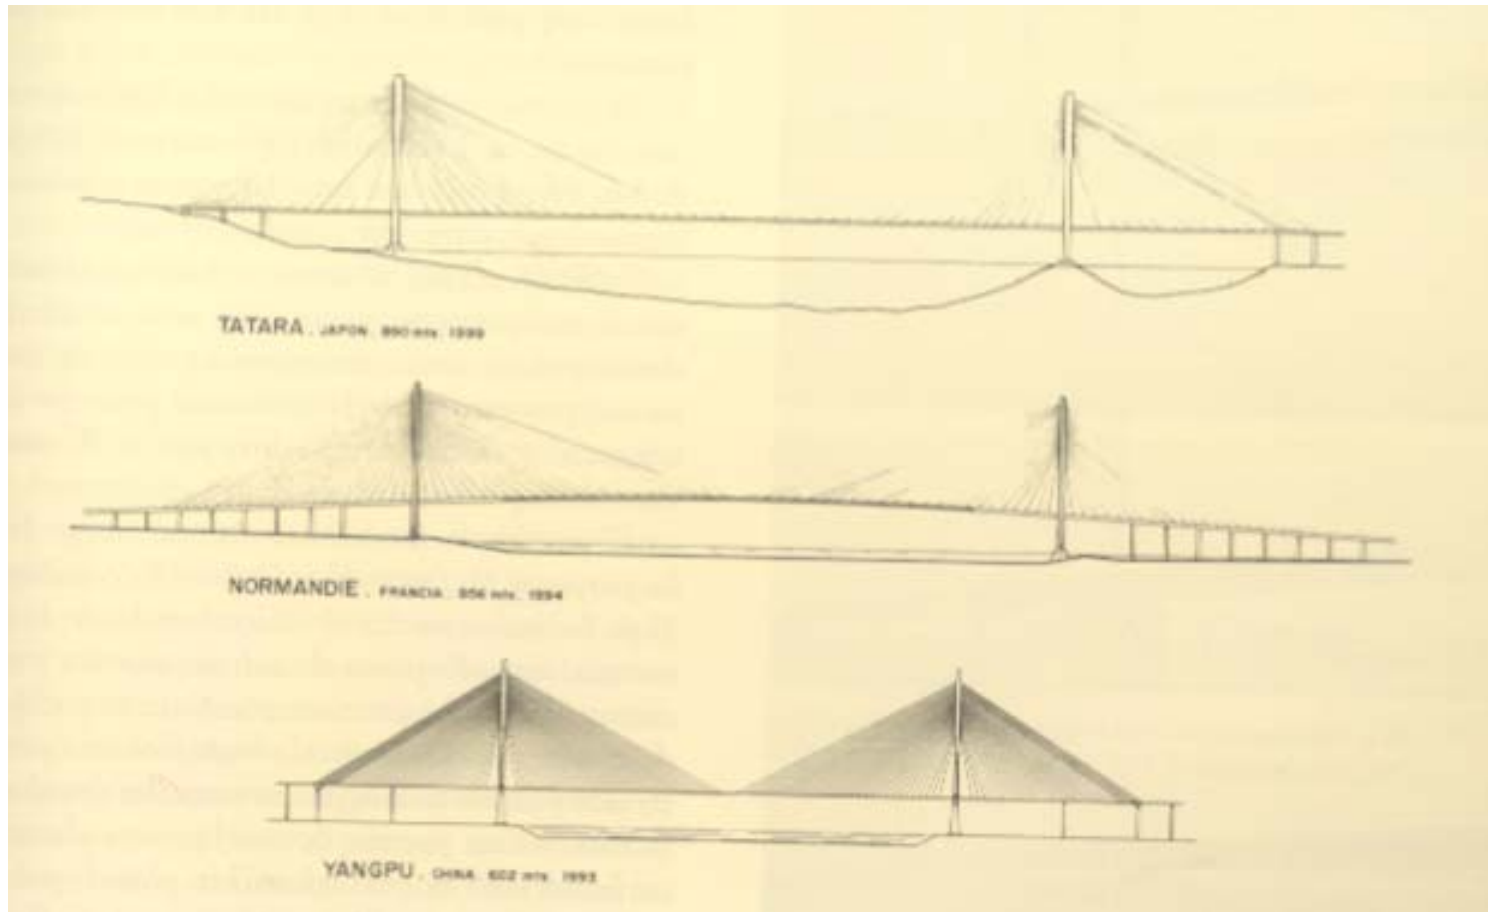 TATARA . JAPON . 890 mts . 1999
NORMANDIE . FRANCIA . 856 mts . 1994
YANGPU . CHINA . 602 mts . 1993